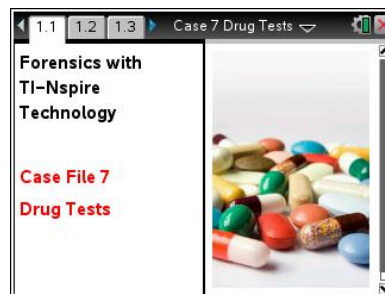 1.1 1.2 1.3 Case 7 Drug Tests
Forensics with
TI-Nspire
Technology
Case File 7
Drug Tests